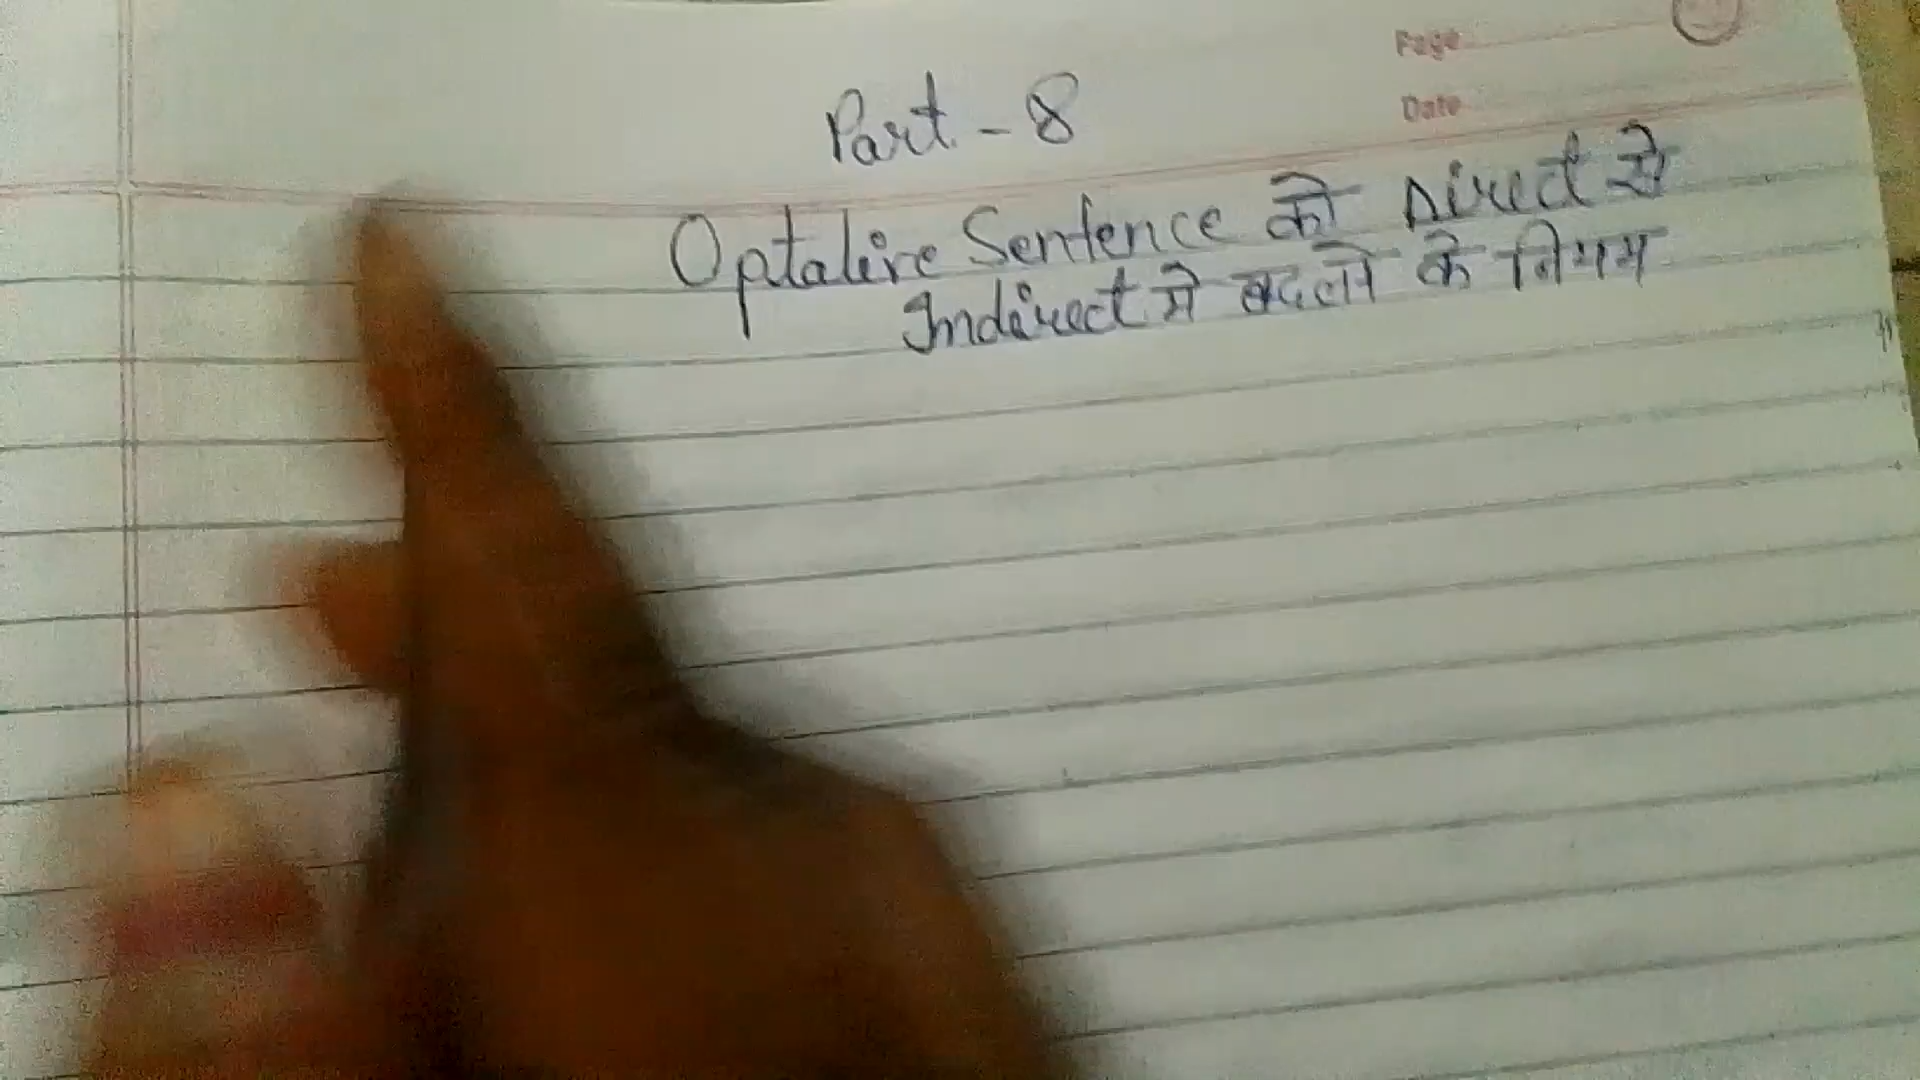 Page
Date
Part - 8
Optative Sentence को Direct से
Indirect मे बदलने के नियम